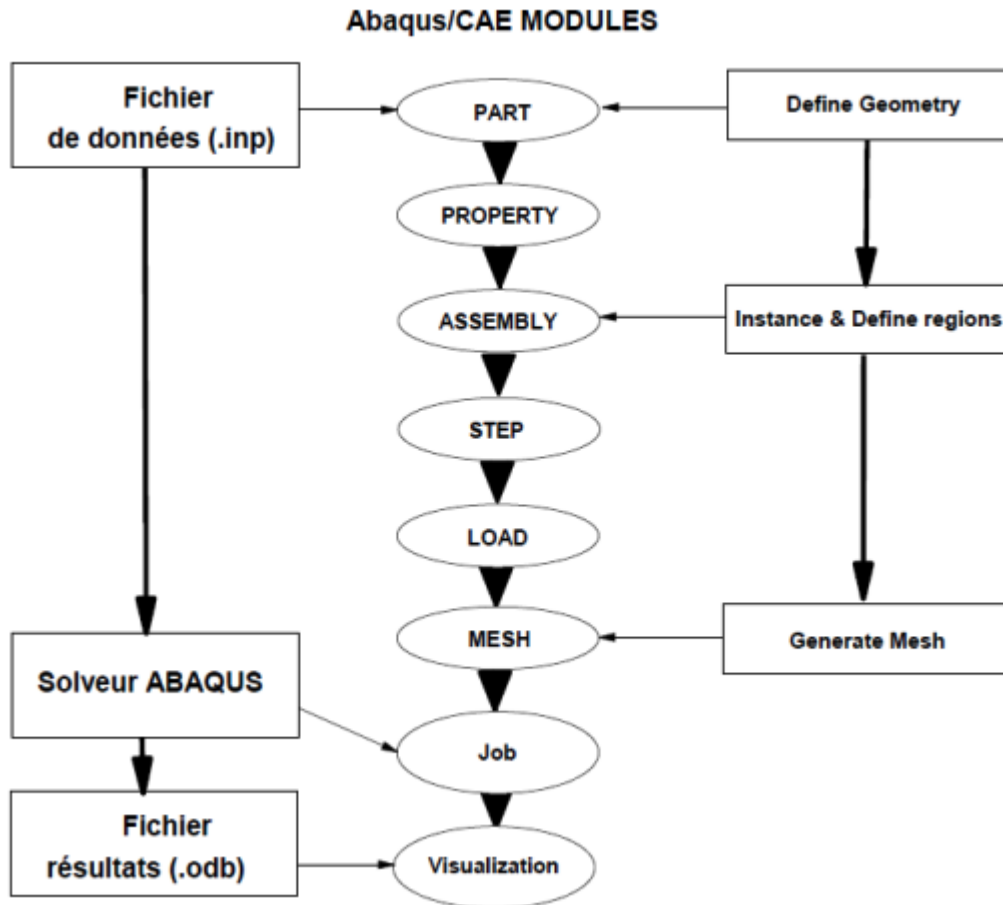 Abaqus/CAE MODULES
Fichier
de données (.inp)
PART
Define Geometry
PROPERTY
ASSEMBLY
Instance & Define regions
STEP
LOAD
MESH
Generate Mesh
Solveur ABAQUS
Job
Fichier
résultats (.odb)
Visualization